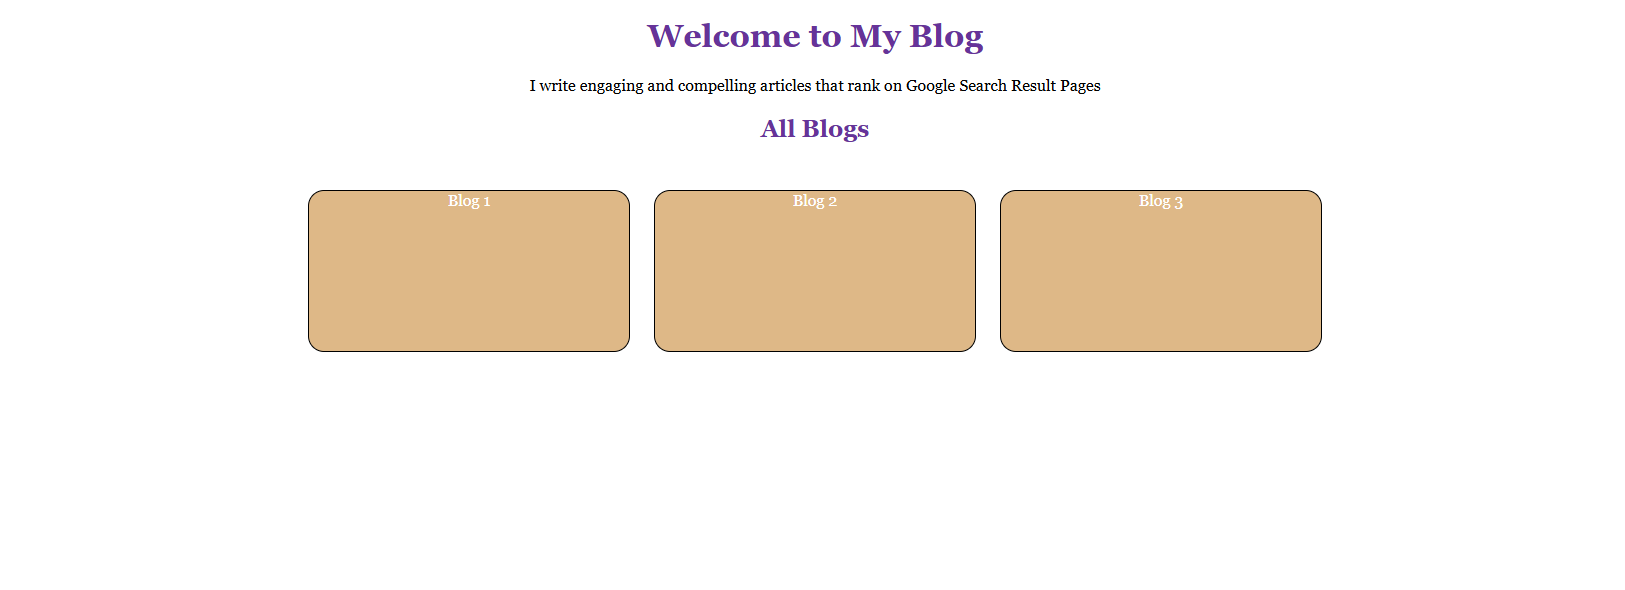 Welcome to My Blog
I write engaging and compelling articles that rank on Google Search Result Pages
All Blogs
Blog 1
Blog 2
Blog 3